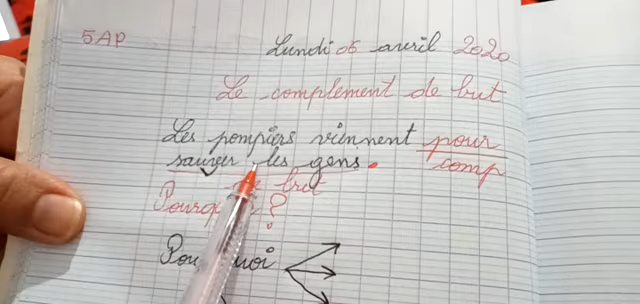 5AP
Lundi 06 avril 2020
Le complément de but
Les pompiers viennent pour
sauver les gens. comp
but
Pourquoi ?
Pourquoi